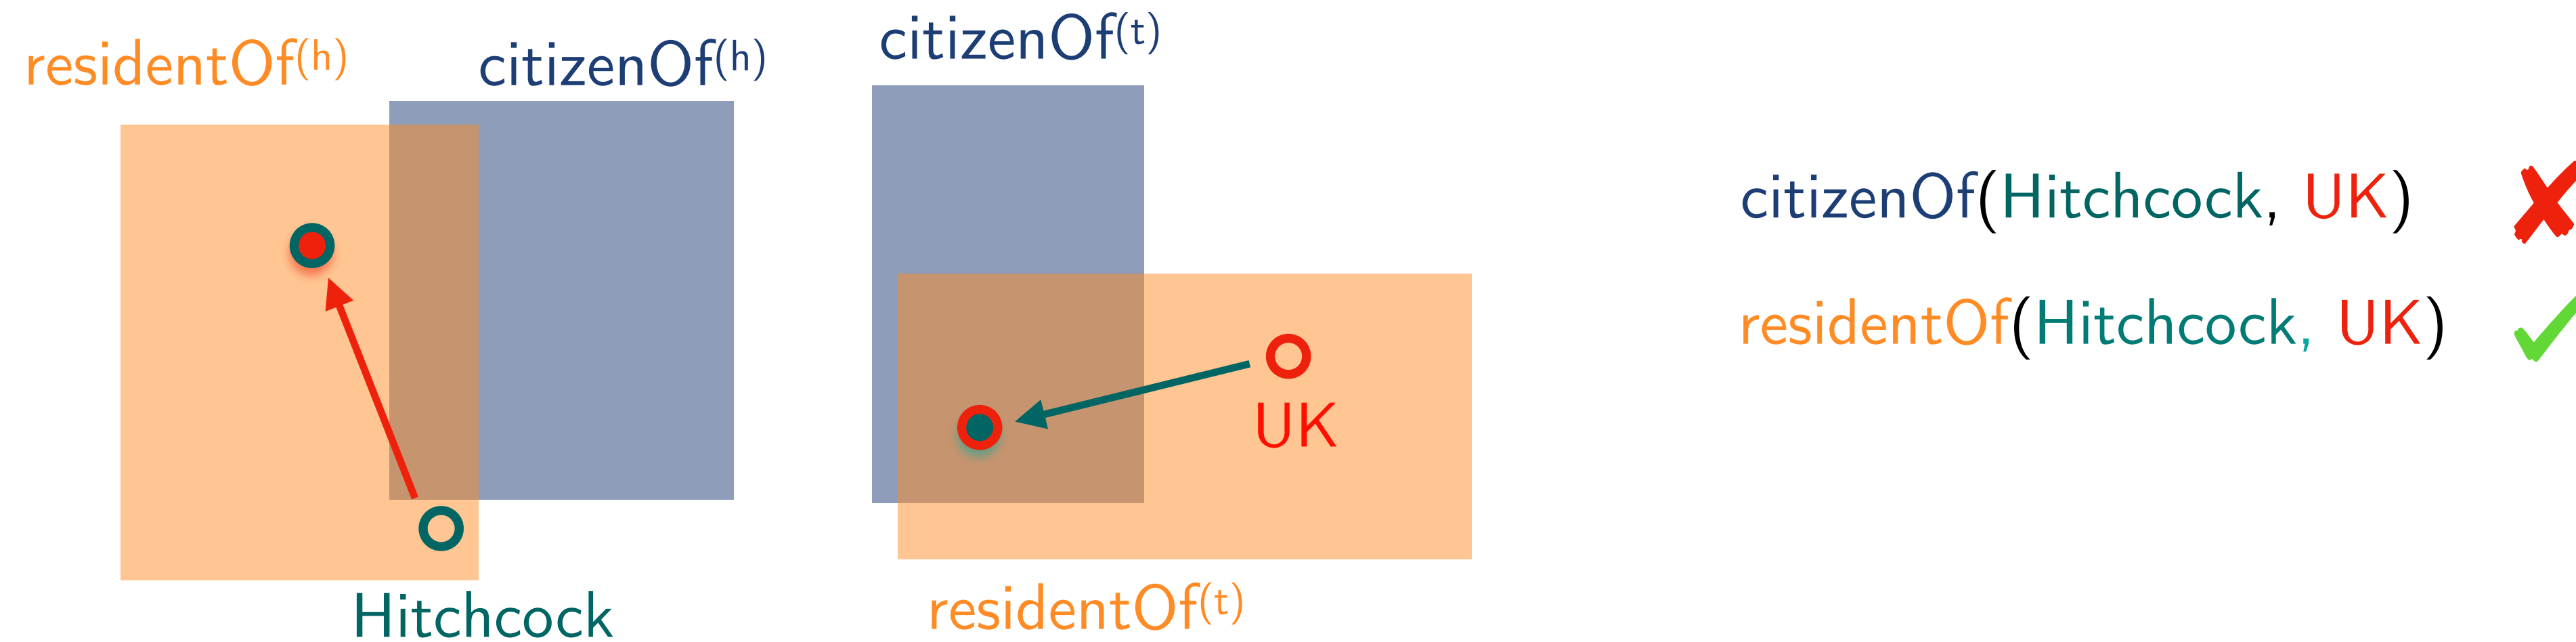 residentOf(h)
citizenOf(h)
citizenOf(t)
citizenOf(Hitchcock, UK) ✘
residentOf(Hitchcock, UK) ✓
UK
Hitchcock
residentOf(t)